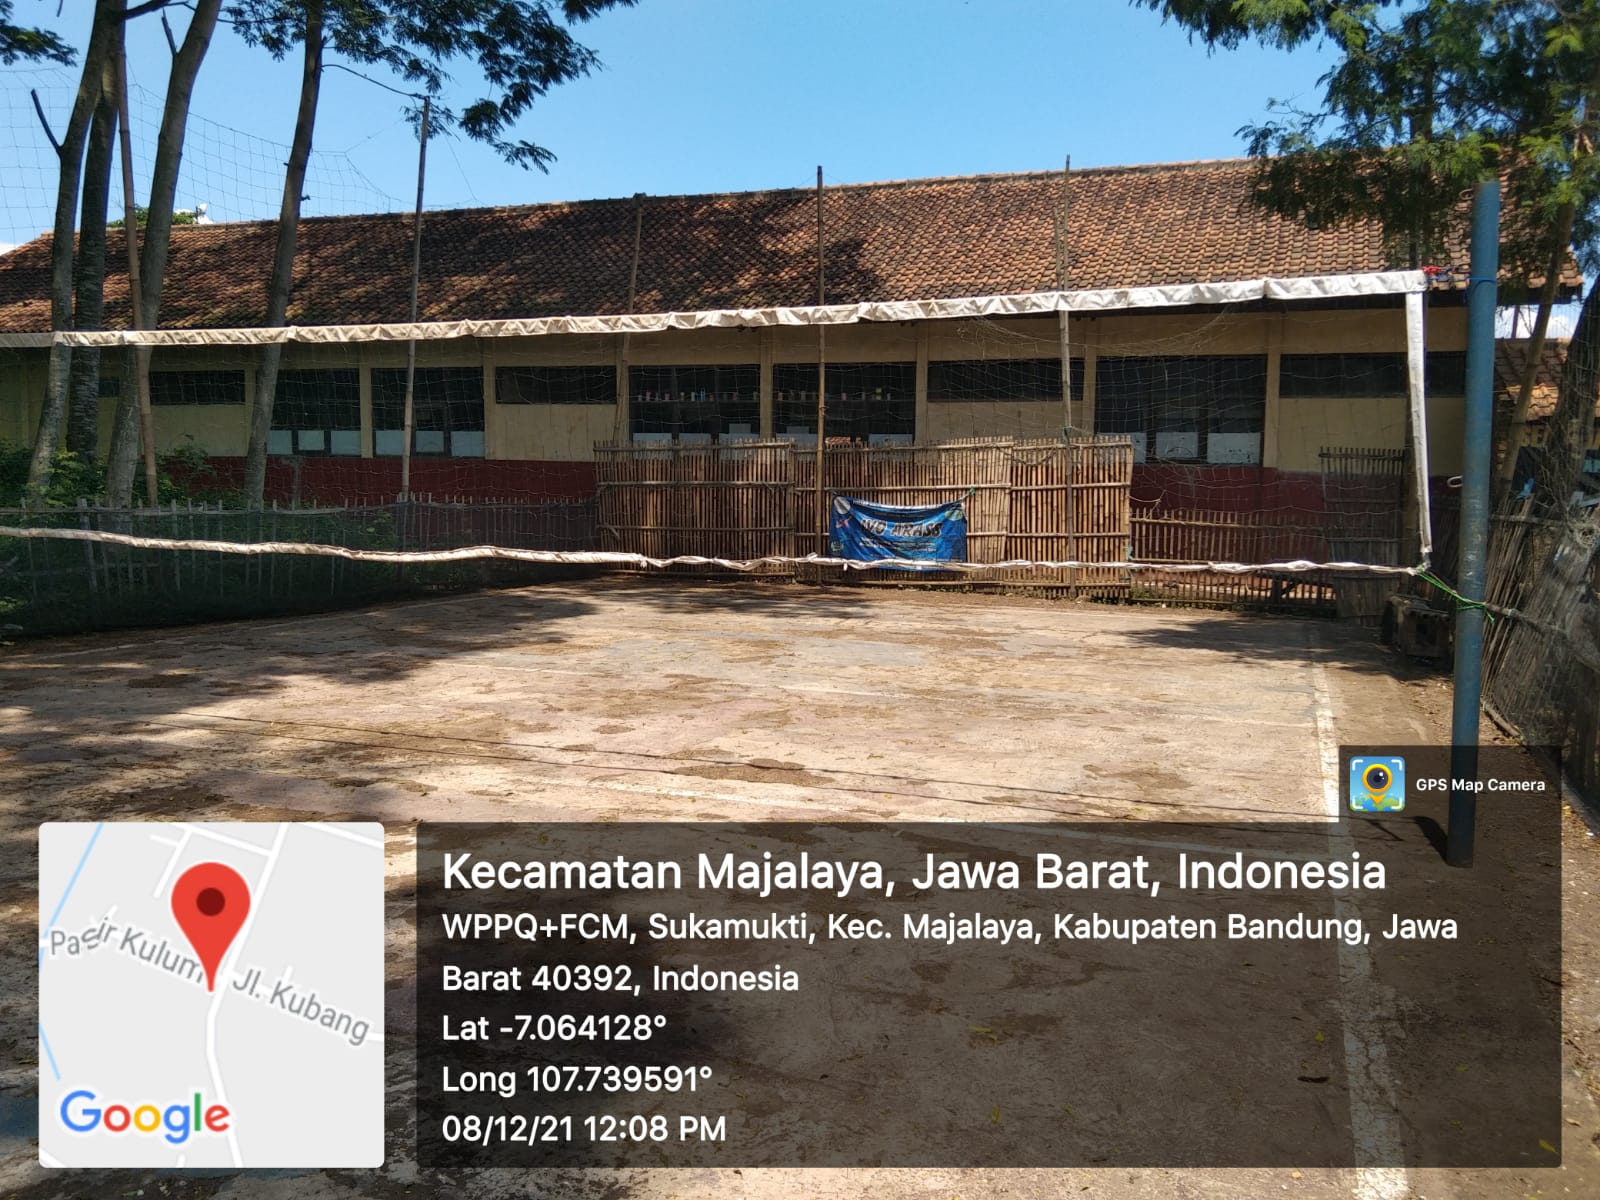 GPS Map Camera
Pasir Kulum
Jl. Kubang
Google
Kecamatan Majalaya, Jawa Barat, Indonesia
WPPQ+FCM, Sukamukti, Kec. Majalaya, Kabupaten Bandung, Jawa
Barat 40392, Indonesia
Lat -7.064128°
Long 107.739591°
08/12/21 12:08 PM